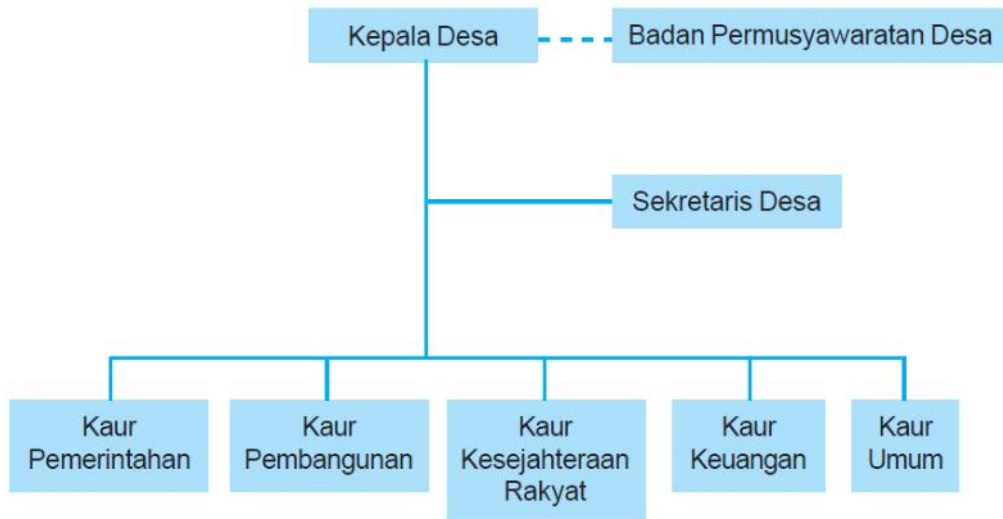 Kepala Desa
Badan Permusyawaratan Desa
Sekretaris Desa
Kaur
Pemerintahan
Kaur
Pembangunan
Kaur
Kesejahteraan
Rakyat
Kaur
Keuangan
Kaur
Umum